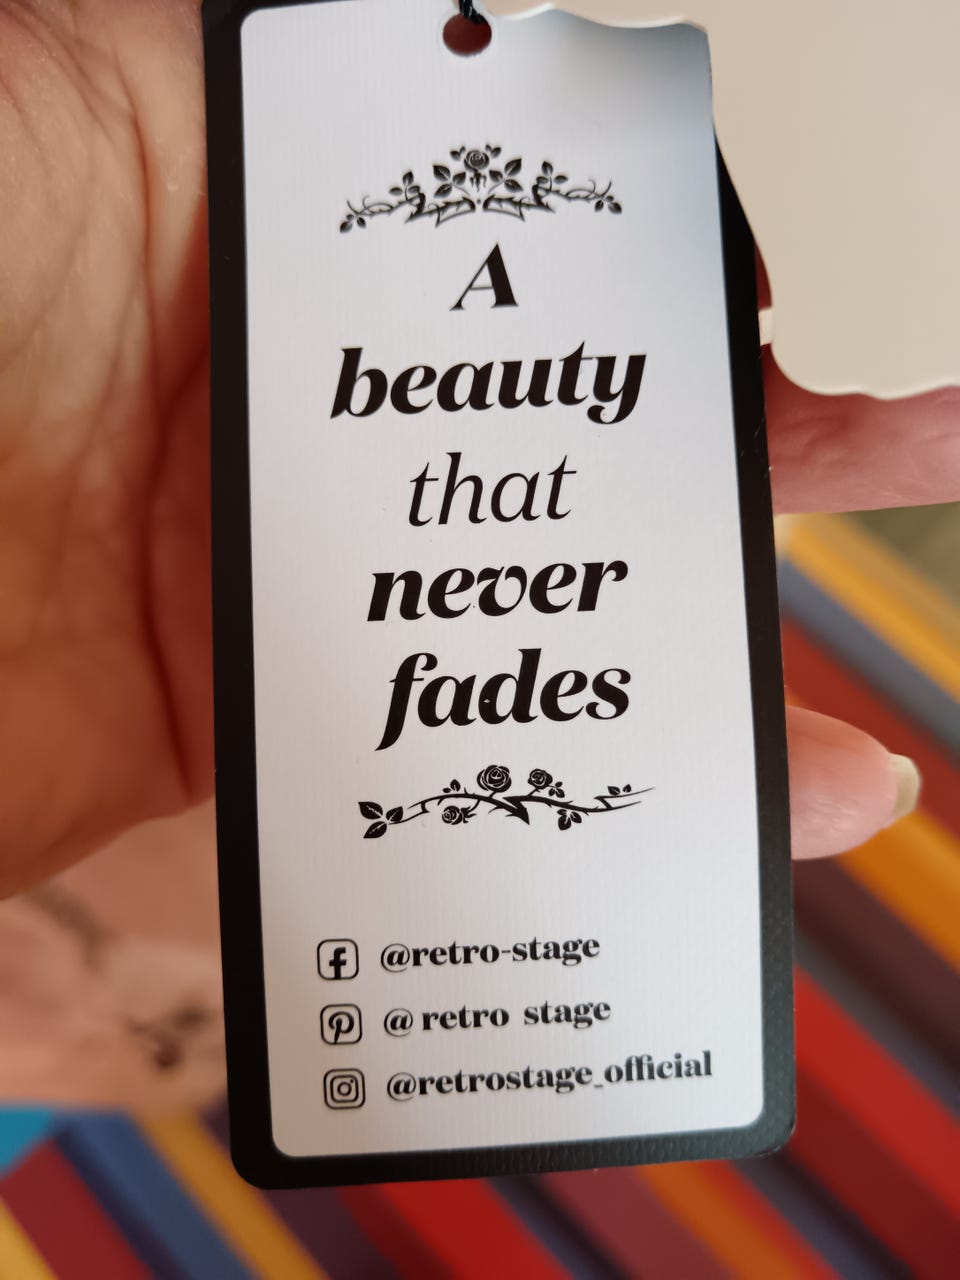 A
beauty
that
never
fades
@retro-stage
@ retro stage
@retrostage_official